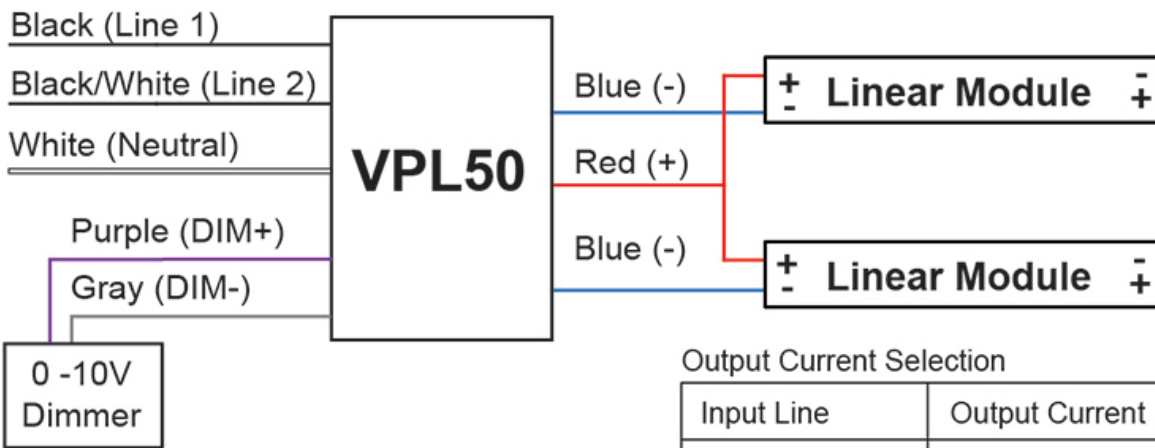 Black (Line 1)
Black/White (Line 2)
White (Neutral)
Purple (DIM+)
Gray (DIM-)
0 -10V
Dimmer
VPL50
Blue (-)
Red (+)
Blue (-)
+ Linear Module -
- +
+ Linear Module -
- +
Output Current Selection
Input Line Output Current